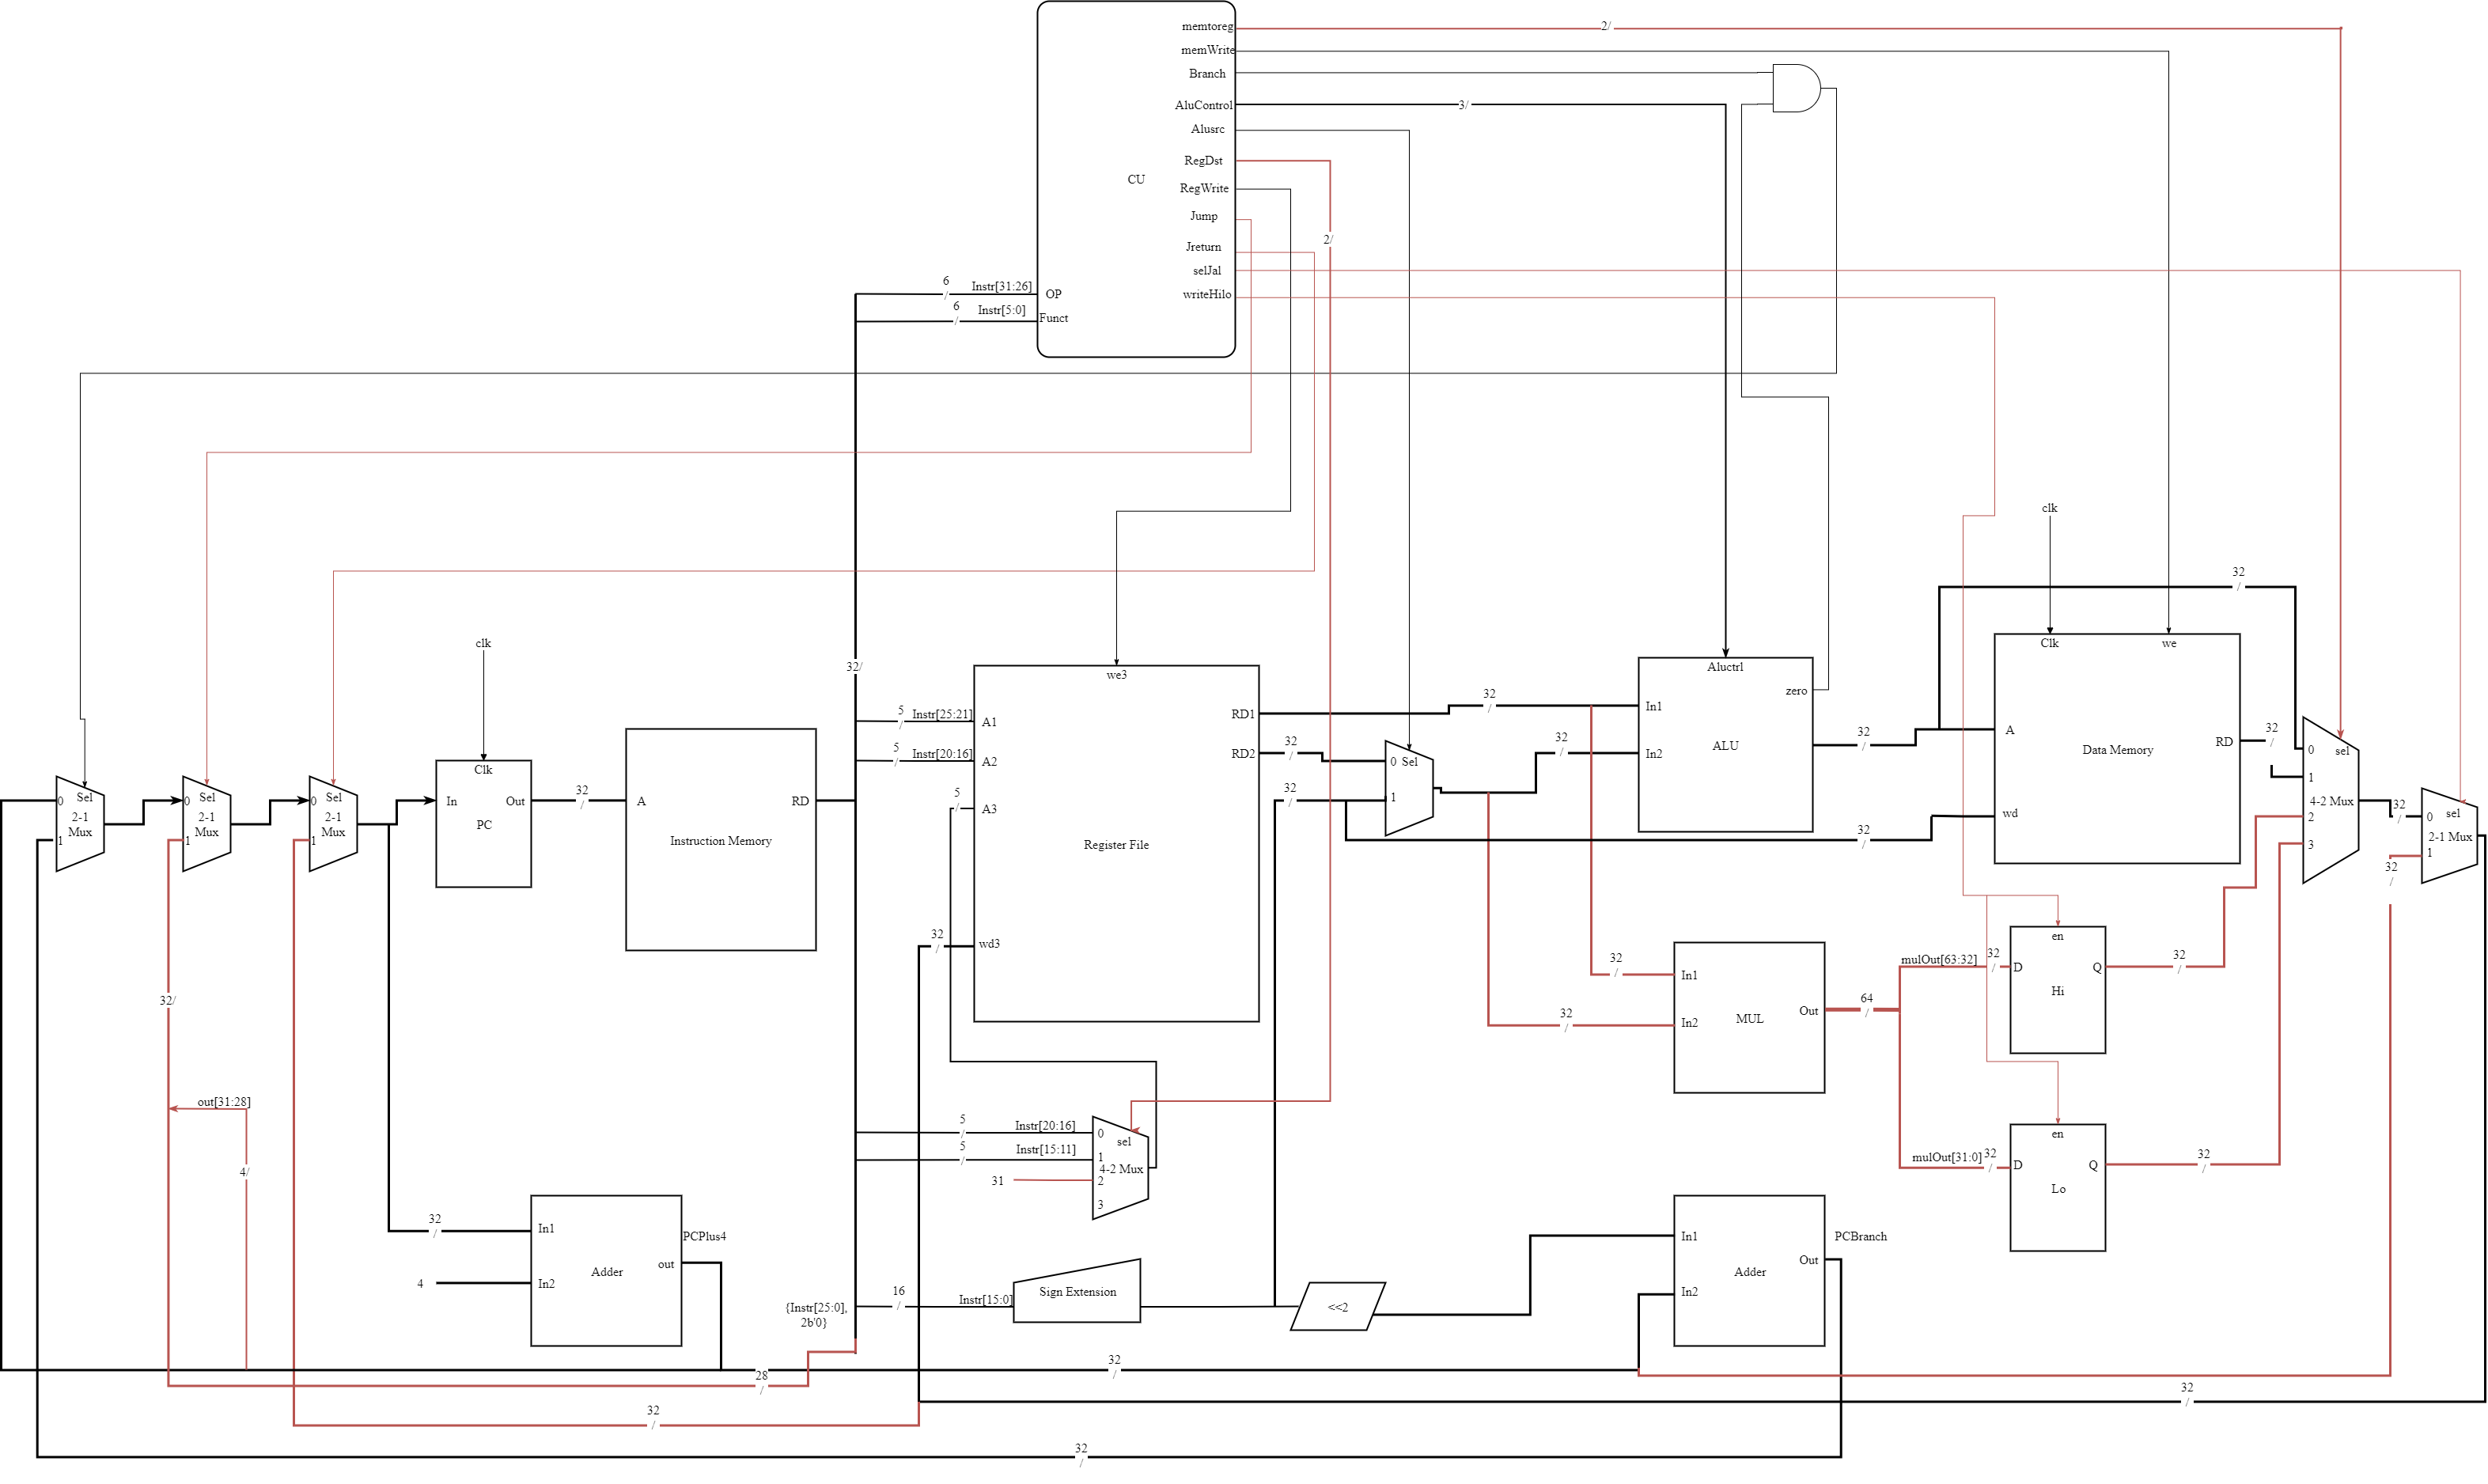 memtoreg
2/
memWrite
Branch
AluControl
3/
Alusrc
RegDst
CU
RegWrite
Jump
2/
Jreturn
selJal
writeHilo
6
/
Instr[31:26]
OP
6
/
Instr[5:0]
Funct
clk
32
/
clk
32/
Clk
we
we3
Aluctrl
zero
5
/
Instr[25:21]
A1
RD1
32
/
In1
A
RD
32
/
5
/
Instr[20:16]
A2
RD2
32
/
0
Sel
32
/
In2
ALU
32
/
Data Memory
0
sel
1
4-2 Mux
2
3
Clk
In
Out
PC
32
/
A
RD
Instruction Memory
0
Sel
2-1
Mux
1
0
Sel
2-1
Mux
1
0
Sel
2-1
Mux
1
5
/
A3
32
/
1
wd
32
/
32
/
0
sel
2-1 Mux
1
32
/
Register File
32
/
wd3
32/
32
/
In1
32
/
In2
MUL
Out
64
/
mulOut[63:32]
32
/
en
D
Q
Hi
32
/
out[31:28]
4/
5
/
Instr[20:16]
0
sel
5
/
Instr[15:11]
1
4-2 Mux
31
2
3
mulOut[31:0]
32
/
en
D
Q
Lo
32
/
32
/
In1
PCPlus4
out
Adder
4
In2
{Instr[25:0],
2b'0}
16
/
Instr[15:0]
Sign Extension
<<2
In1
PCBranch
Out
Adder
In2
28
/
32
/
32
/
32
/
32
/